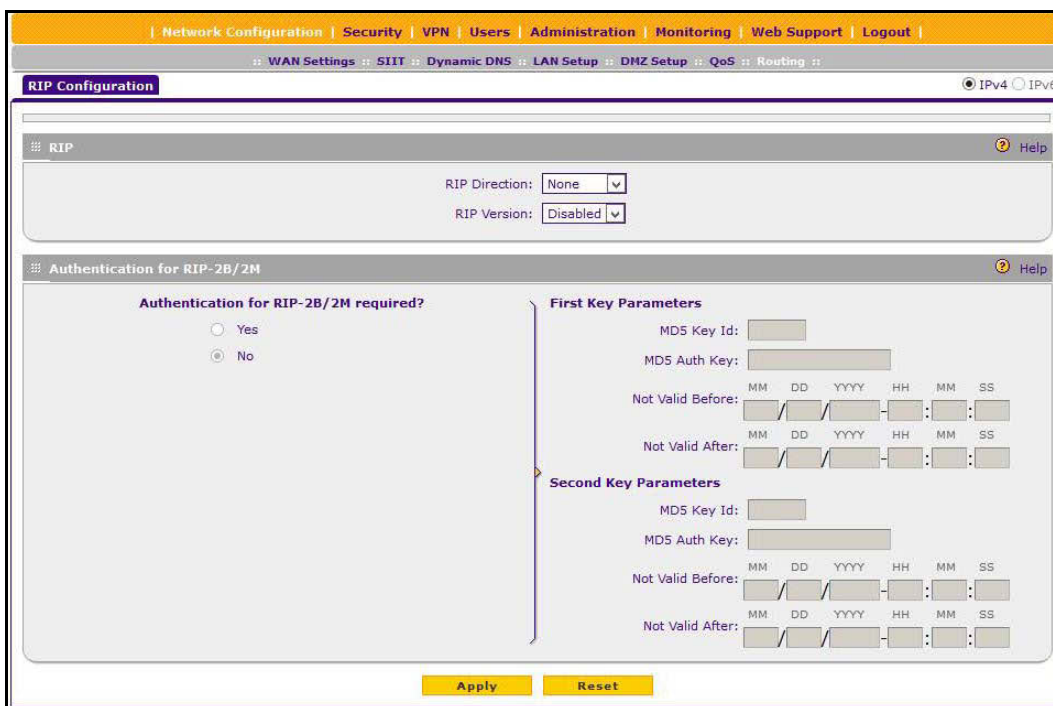 | Network Configuration | Security | VPN | Users | Administration | Monitoring | Web Support | Logout |
:: WAN Settings :: SIIT :: Dynamic DNS :: LAN Setup :: DMZ Setup :: QoS :: Routing ::
RIP Configuration
IPv4 IPv6
RIP
Help
RIP Direction: None
RIP Version: Disabled
Authentication for RIP-2B/2M
Help
Authentication for RIP-2B/2M required?
Yes
No
First Key Parameters
MD5 Key Id:
MD5 Auth Key:
MM DD YYYY HH MM SS
Not Valid Before: / / - : :
MM DD YYYY HH MM SS
Not Valid After: / / - : :
Second Key Parameters
MD5 Key Id:
MD5 Auth Key:
MM DD YYYY HH MM SS
Not Valid Before: / / - : :
MM DD YYYY HH MM SS
Not Valid After: / / - : :
Apply Reset